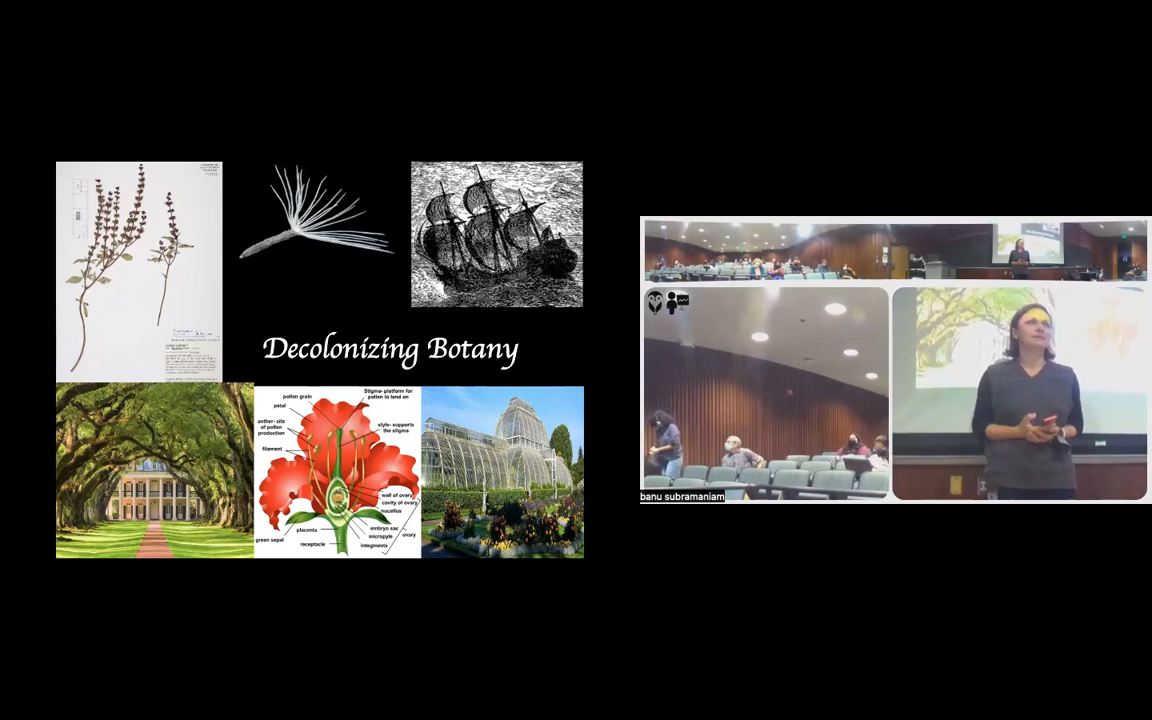 Decolonizing Botany
pollen grain
Stigma- platform for
pollen to land on
petal
anther- site
of pollen
production
style- supports
the stigma
filament
wall of ovary
cavity of ovary
nucellus
placenta
embryo sac
ovary
micropyle
green sepal
receptacle
integments
banu subramaniam